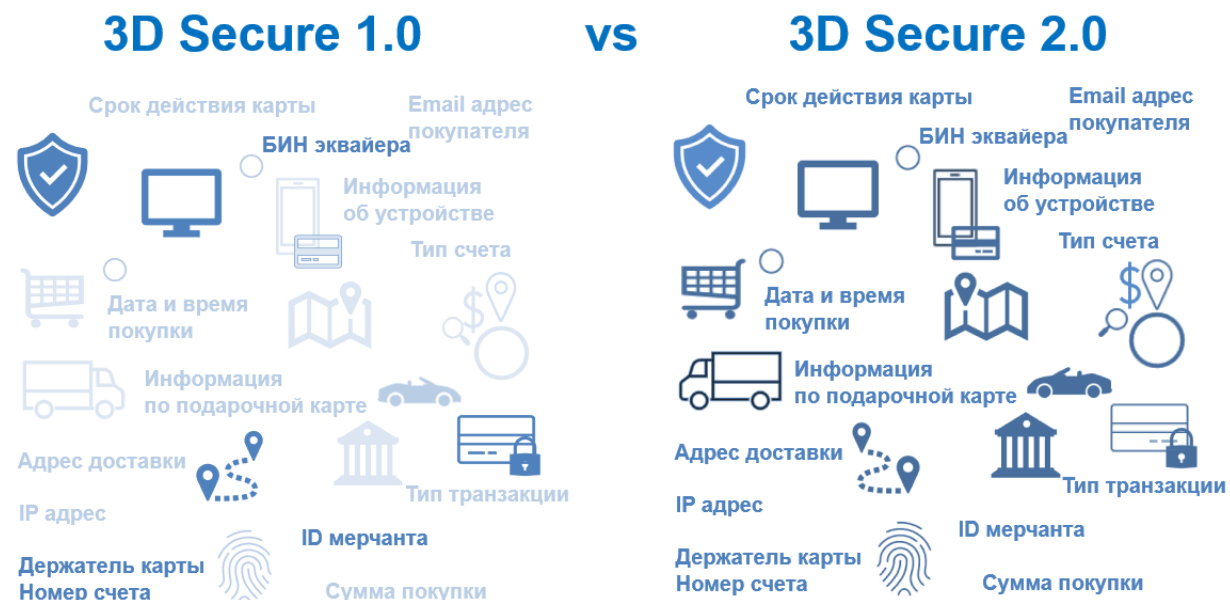 3D Secure 1.0
vs
3D Secure 2.0
Срок действия карты
Email адрес
покупателя
БИН эквайера
Информация
об устройстве
Тип счета
Дата и время
покупки
Информация
по подарочной карте
Адрес доставки
Тип транзакции
IP адрес
ID мерчанта
Держатель карты
Номер счета
Сумма покупки
Срок действия карты
Email адрес
покупателя
БИН эквайера
Информация
об устройстве
Тип счета
Дата и время
покупки
Информация
по подарочной карте
Адрес доставки
Тип транзакции
IP адрес
ID мерчанта
Держатель карты
Номер счета
Сумма покупки